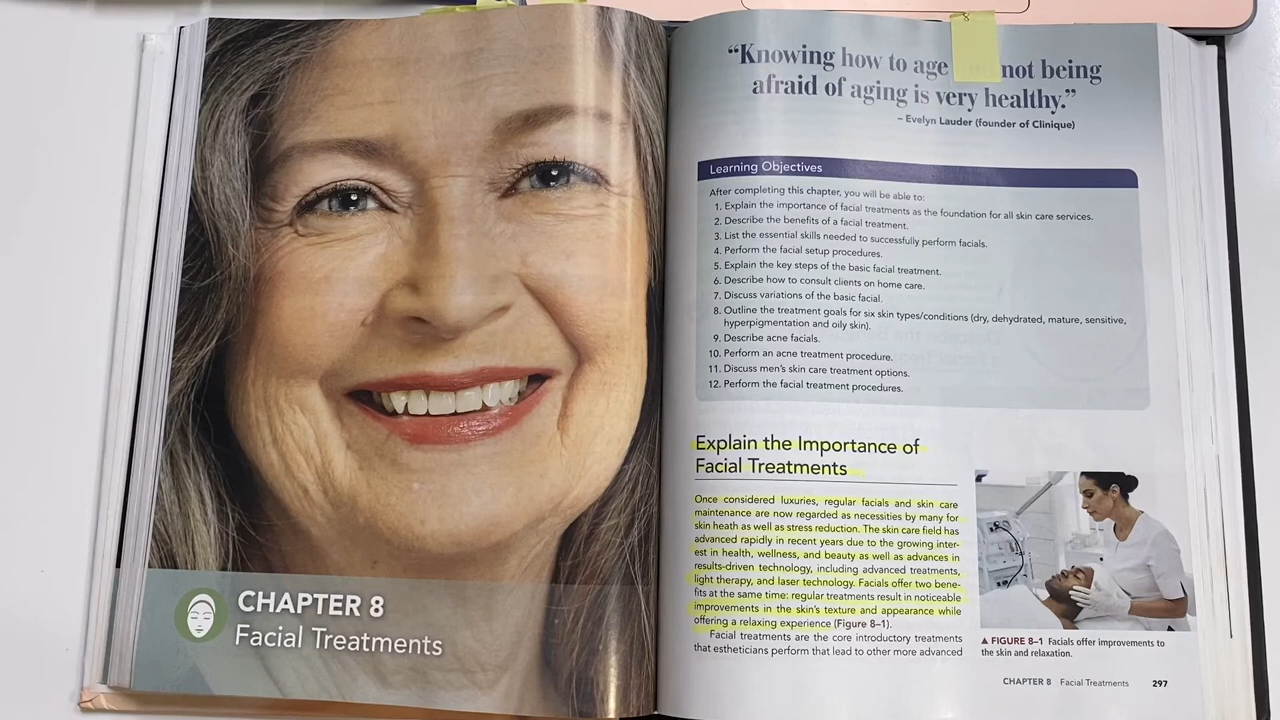 CHAPTER 8
Facial Treatments
“Knowing how to age not being
afraid of aging is very healthy.”
– Evelyn Lauder (founder of Clinique)
Learning Objectives
After completing this chapter, you will be able to:
1. Explain the importance of facial treatments as the foundation for all skin care services.
2. Describe the benefits of a facial treatment.
3. List the essential skills needed to successfully perform facials.
4. Perform the facial setup procedures.
5. Explain the key steps of the basic facial treatment.
6. Describe how to consult clients on home care.
7. Discuss variations of the basic facial.
8. Outline the treatment goals for six skin types/conditions (dry, dehydrated, mature, sensitive,
hyperpigmentation and oily skin).
9. Describe acne facials.
10. Perform an acne treatment procedure.
11. Discuss men’s skin care treatment options.
12. Perform the facial treatment procedures.
Explain the Importance of
Facial Treatments
Once considered luxuries, regular facials and skin care
maintenance are now regarded as necessities by many for
skin heath as well as stress reduction. The skin care field has
advanced rapidly in recent years due to the growing inter-
est in health, wellness, and beauty as well as advances in
results-driven technology, including advanced treatments,
light therapy, and laser technology. Facials offer two bene-
fits at the same time: regular treatments result in noticeable
improvements in the skin’s texture and appearance while
offering a relaxing experience (Figure 8–1).
Facial treatments are the core introductory treatments
that estheticians perform that lead to other more advanced
▲ FIGURE 8–1 Facials offer improvements to
the skin and relaxation.
CHAPTER 8 Facial Treatments 297